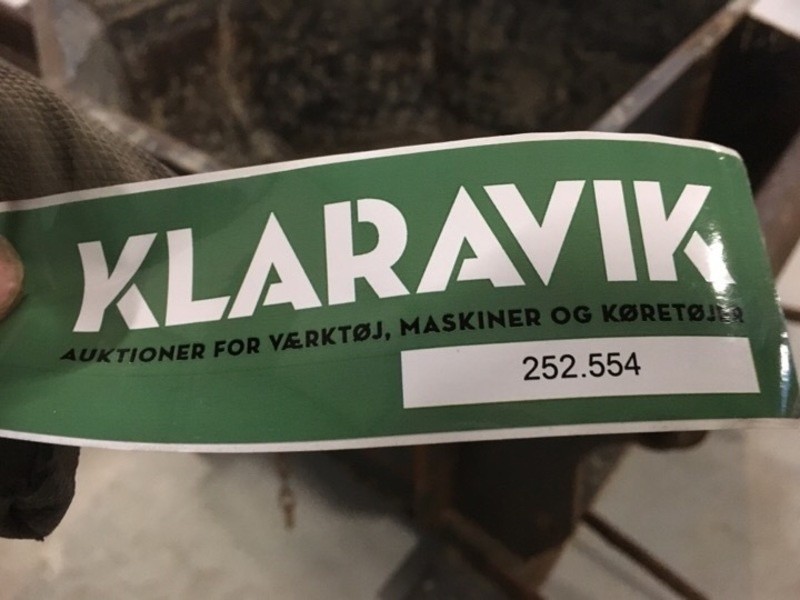 KLARAVIK
AUKTIONER FOR VÆRKTØJ, MASKINER OG KØRETØJER
252.554